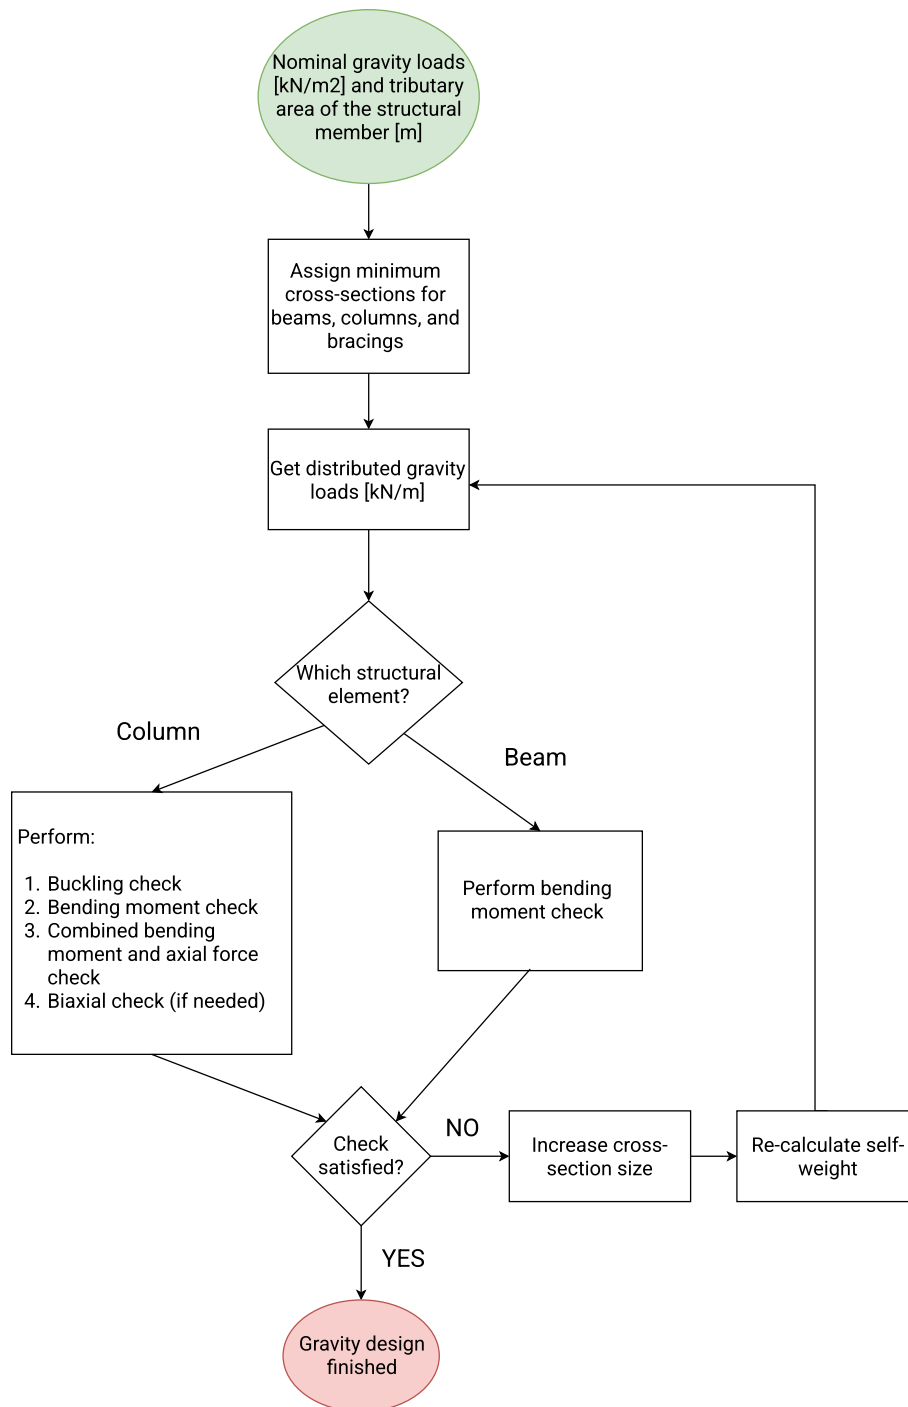 Nominal gravity loads
[kN/m2] and tributary
area of the structural
member [m]
Assign minimum
cross-sections for
beams, columns, and
bracings
Get distributed gravity
loads [kN/m]
Which structural
element?
Column
Beam
Perform:
1. Buckling check
2. Bending moment check
3. Combined bending
moment and axial force
check
4. Biaxial check (if needed)
Perform bending
moment check
Check
satisfied?
NO
Increase cross-
section size
Re-calculate self-
weight
YES
Gravity design
finished